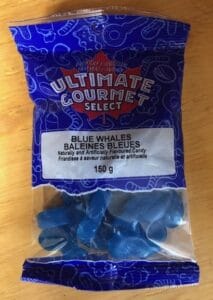 ULTIMATE
GOURMET
SELECT
BLUE WHALES
BALEINES BLEUES
Naturally and Artificially Flavoured Candy
Friandise à saveur naturelle et artificielle
150 g